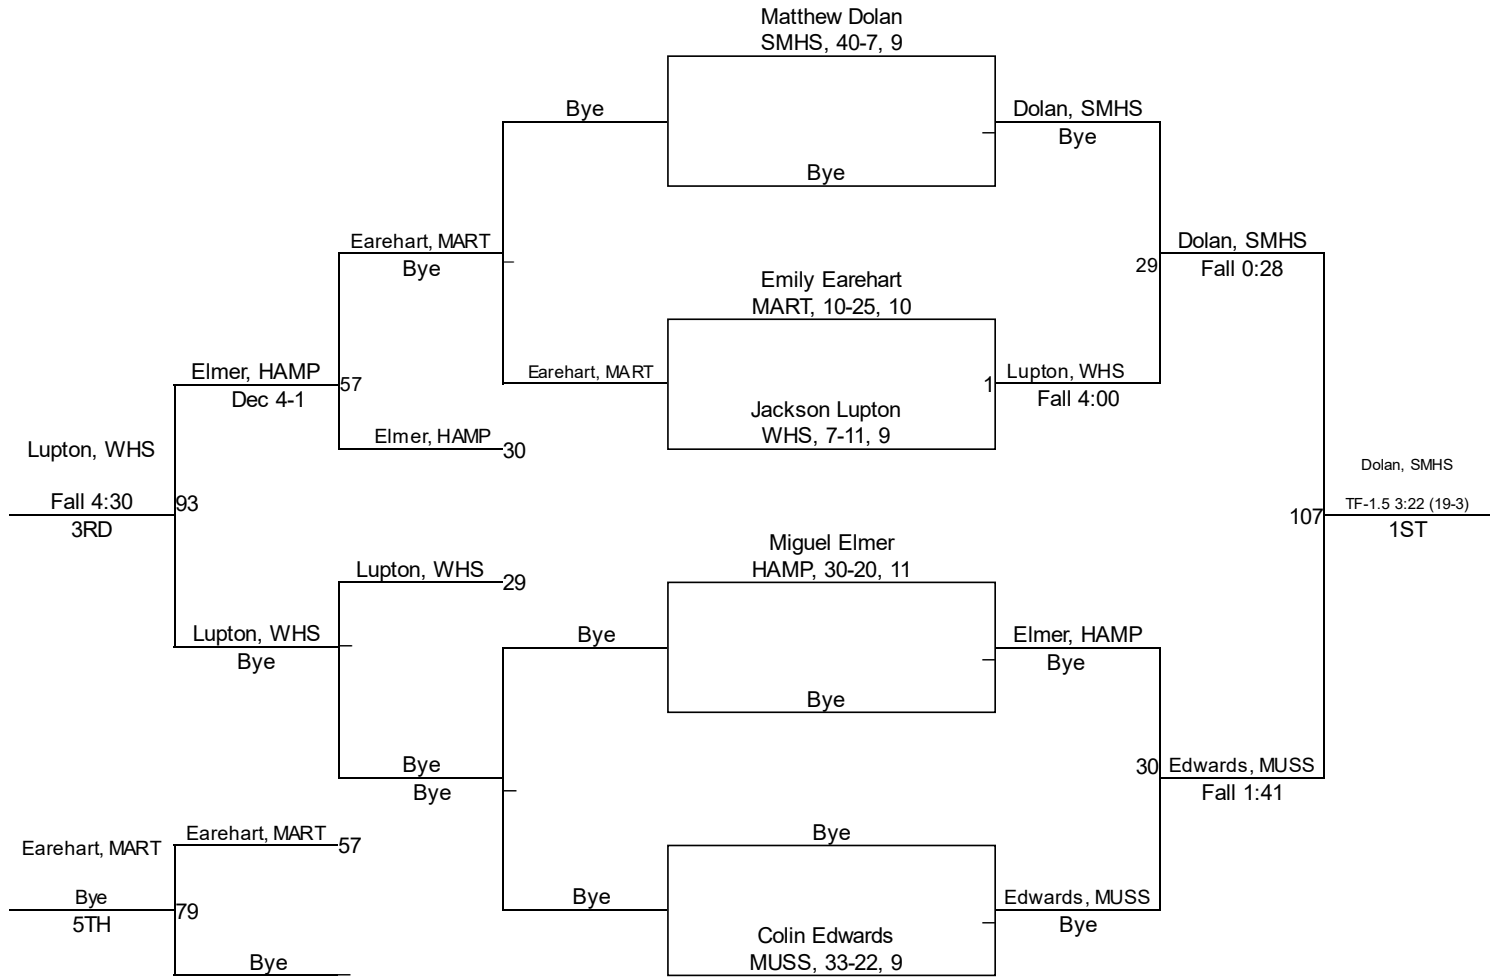 Matthew Dolan
SMHS, 40-7, 9
Bye
Dolan, SMHS
Bye
Bye
Earehart, MART
Bye
Dolan, SMHS
29
Fall 0:28
Emily Earehart
MART, 10-25, 10
Elmer, HAMP
57
Dec 4-1
Earehart, MART
1
Lupton, WHS
Fall 4:00
Jackson Lupton
WHS, 7-11, 9
Elmer, HAMP
30
Lupton, WHS
Fall 4:30
93
3RD
Dolan, SMHS
107
TF-1.5 3:22 (19-3)
1ST
Miguel Elmer
HAMP, 30-20, 11
Lupton, WHS
29
Lupton, WHS
Bye
Bye
Elmer, HAMP
Bye
Bye
Bye
Bye
30
Edwards, MUSS
Fall 1:41
Earehart, MART
57
Earehart, MART
Bye
Bye
79
5TH
Bye
Edwards, MUSS
Bye
Colin Edwards
MUSS, 33-22, 9
Bye